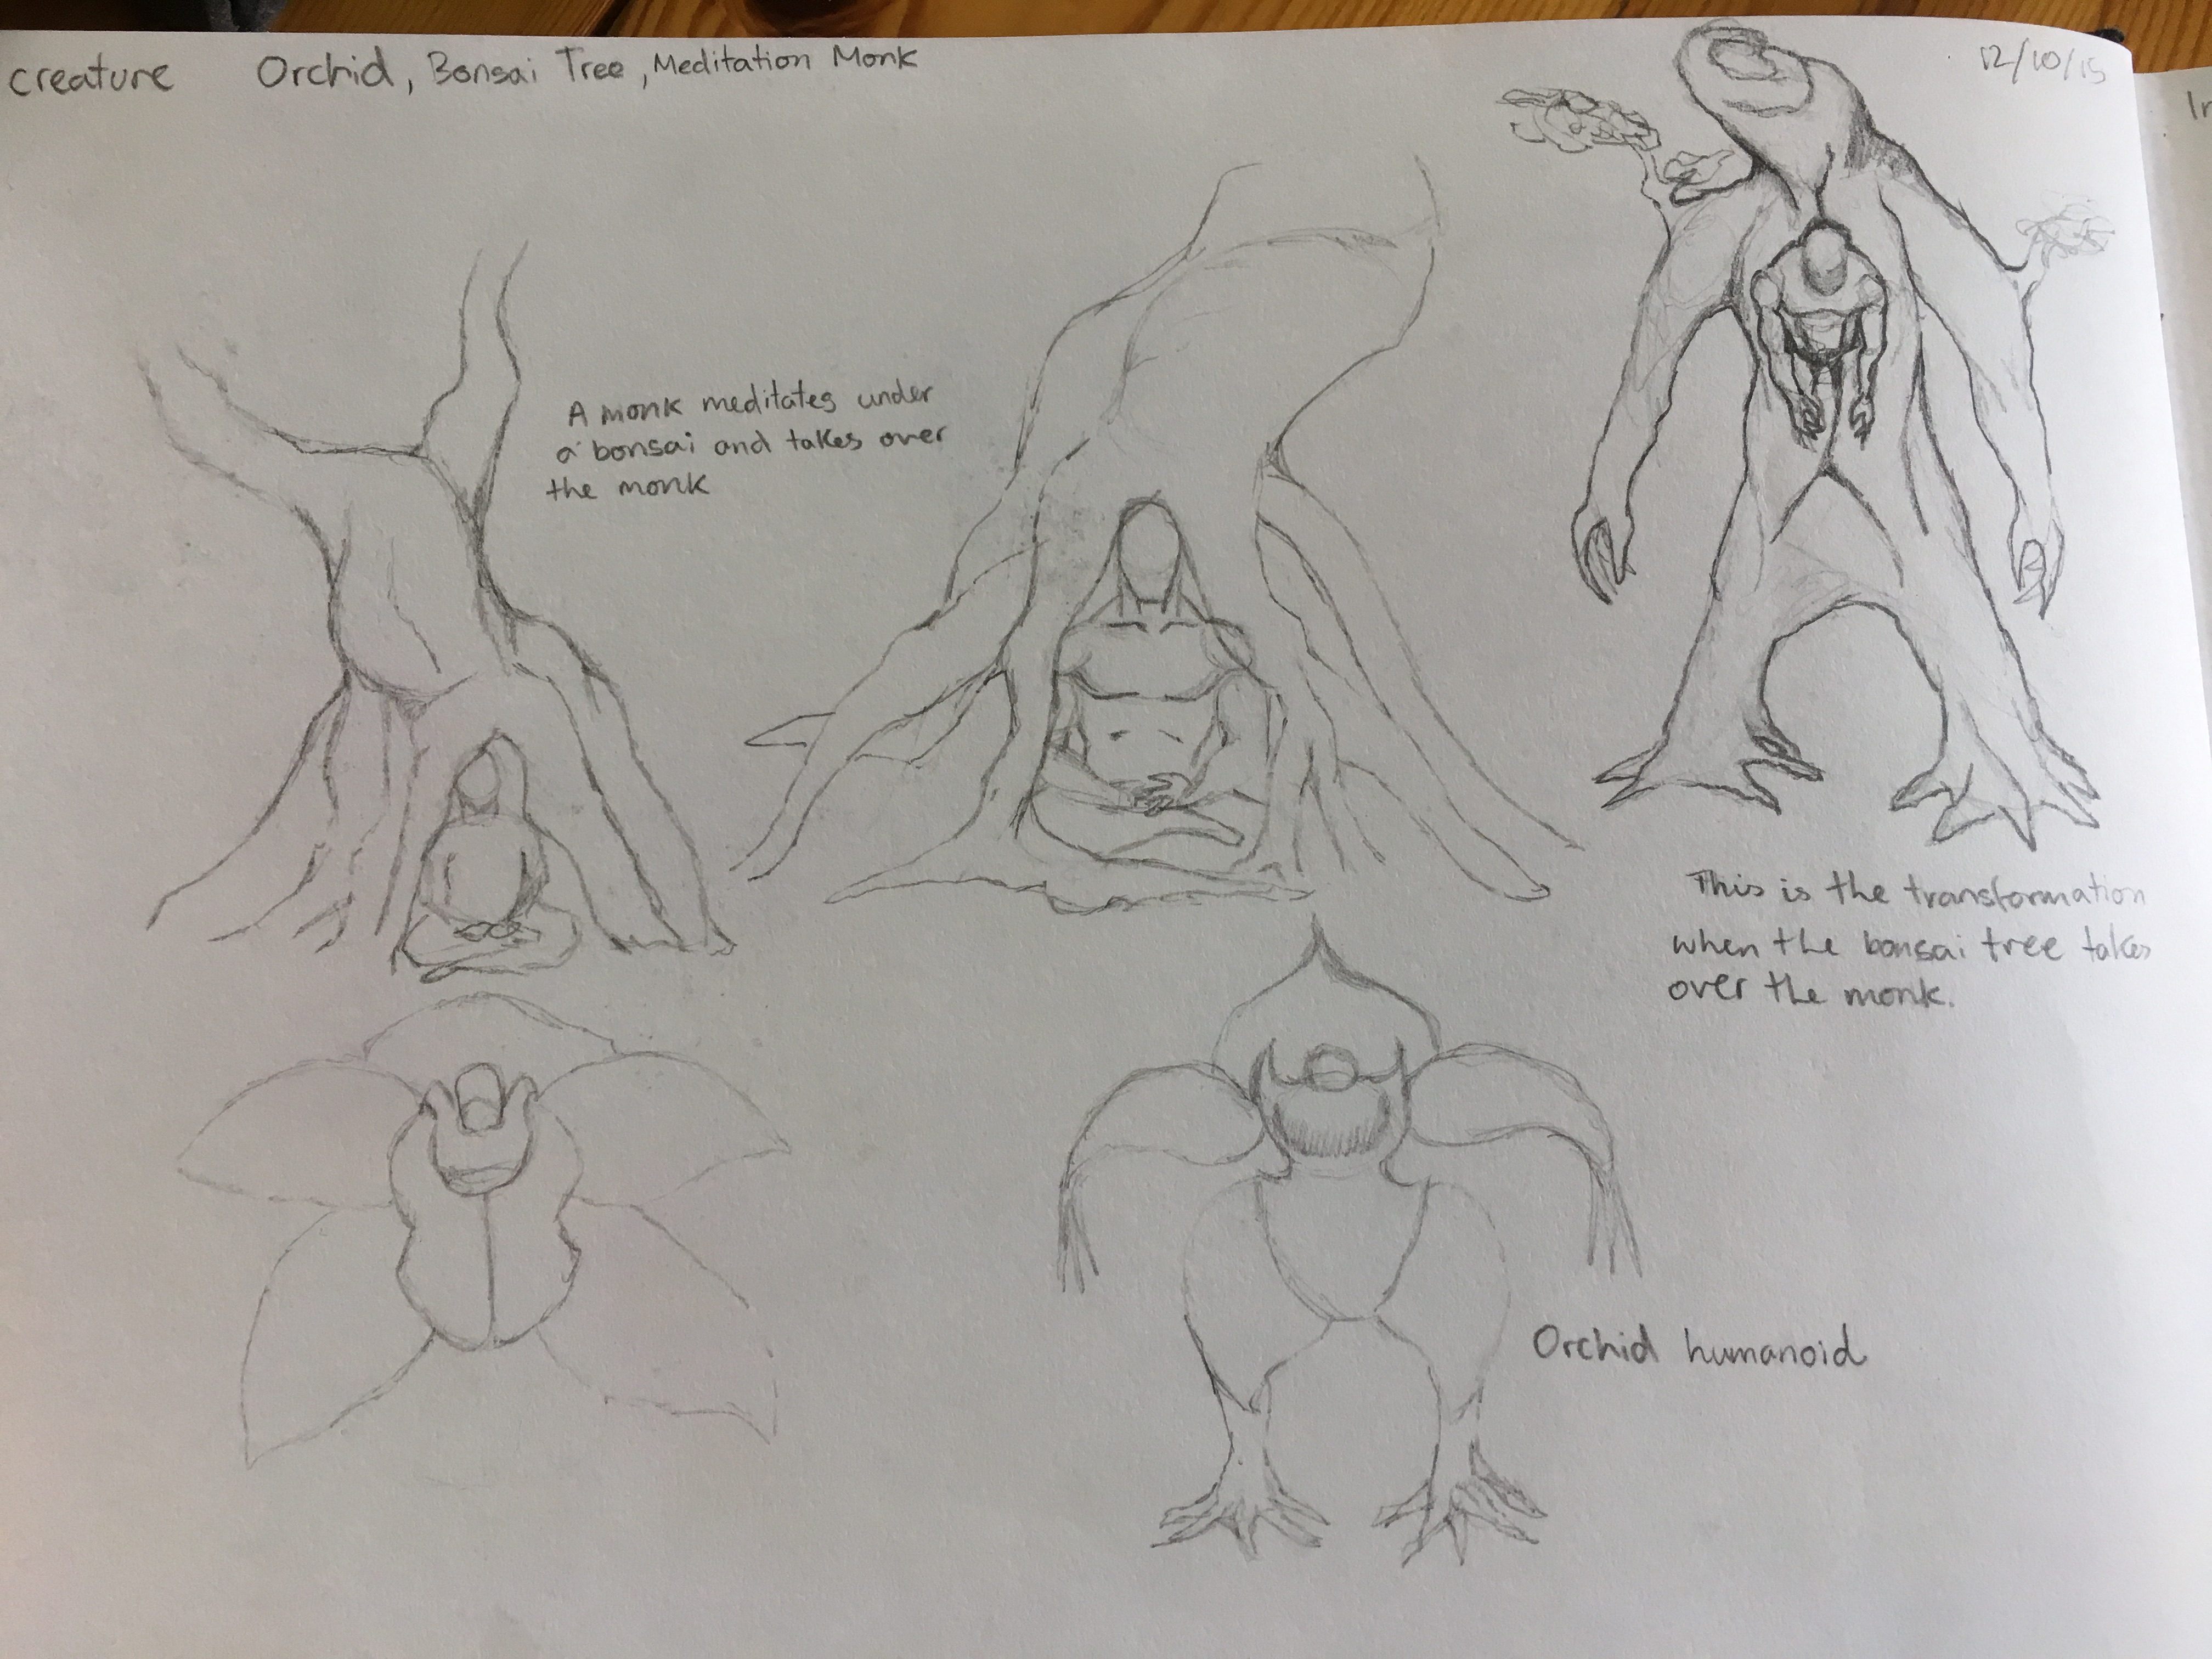 creature Orchid, Bonsai Tree, Meditation Monk
12/10/15
A monk meditates under
a bonsai and takes over
the monk
This is the transformation
when the bonsai tree takes
over the monk.
Orchid humanoid